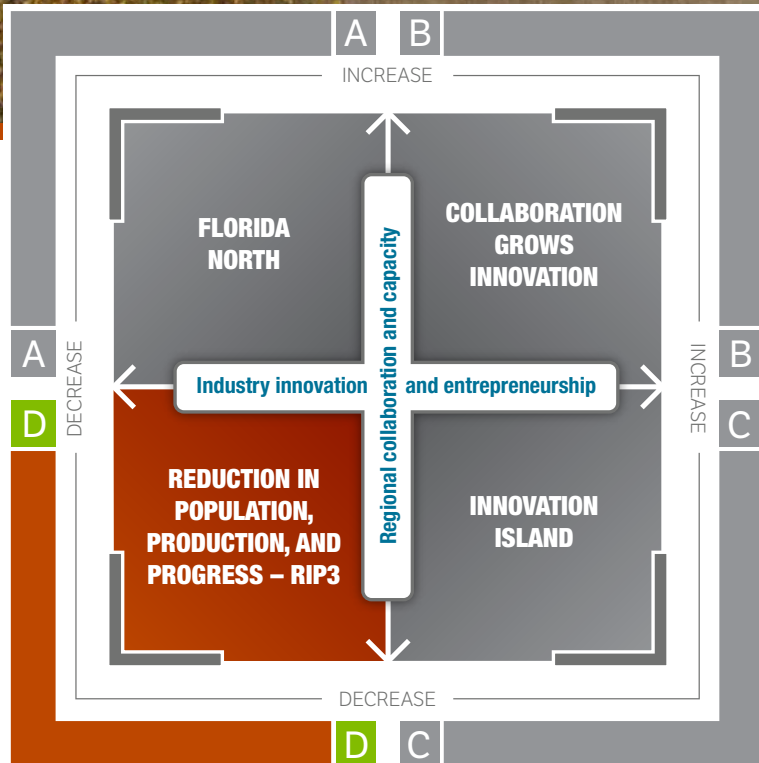 A B
INCREASE
FLORIDA
NORTH
COLLABORATION
GROWS
INNOVATION
Regional collaboration and capacity
Industry innovation and entrepreneurship
A
DECREASE
D
INCREASE
B
C
REDUCTION IN
POPULATION,
PRODUCTION, AND
PROGRESS – RIP3
INNOVATION
ISLAND
DECREASE
D C